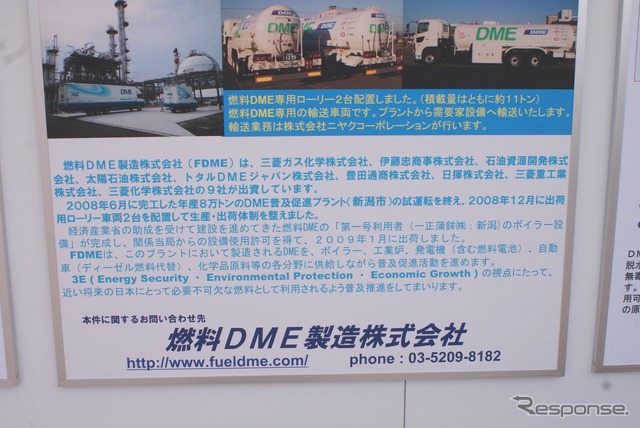 DME
DME
DME
DME
燃料DME専用ローリー2台配置しました。(積載量はともに約11トン)
燃料DME専用の輸送車両です。プラントから需要家設備へ輸送いたします。
輸送業務は株式会社ニヤクコーポレーションが行います。
燃料DME製造株式会社(FDME)は、三菱ガス化学株式会社、伊藤忠商事株式会社、石油資源開発株式会
社、太陽石油株式会社、トタルDMEジャパン株式会社、豊田通商株式会社、日揮株式会社、三菱重工業
株式会社、三菱化学株式会社の9社が出資しています。
2008年6月に完工した年産8万トンのDME普及促進プラント(新潟市)の試運転を終え、2008年12月に出荷
用ローリー車両2台を配置して生産・出荷体制を整えました。
経済産業省の助成を受けて建設を進めてきた燃料DMEの「第一号利用者(一正蒲鉾㈱:新潟)のボイラー設
備」が完成し、関係当局からの設備使用許可を得て、2009年1月に出荷しました。
FDMEは、このプラントにおいて製造されるDMEを、ボイラー、工業炉、発電機(含む燃料電池)、自動
車(ディーゼル燃料代替)、化学品原料等の各分野に供給しながら普及促進活動を進めます。
3E ( Energy Security ・ Environmental Protection ・ Economic Growth ) の視点にたって、
近い将来の日本にとって必要不可欠な燃料として利用されるよう普及推進をしてまいります。
本件に関するお問い合わせ先
燃料DME製造株式会社
http://www.fueldme.com/ phone : 03-5209-8182
脱水
無毒
す。
用可
の原
Response.